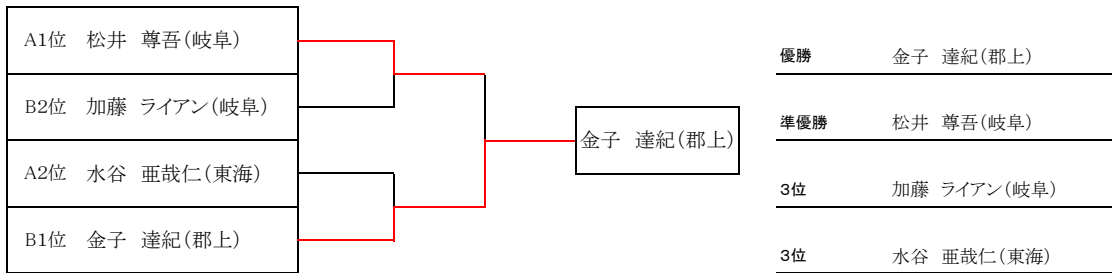 A1位 松井 尊吾(岐阜)
B2位 加藤 ライアン(岐阜)
A2位 水谷 亜哉仁(東海)
B1位 金子 達紀(郡上)
金子 達紀(郡上)
優勝 金子 達紀(郡上)
準優勝 松井 尊吾(岐阜)
3位 加藤 ライアン(岐阜)
3位 水谷 亜哉仁(東海)